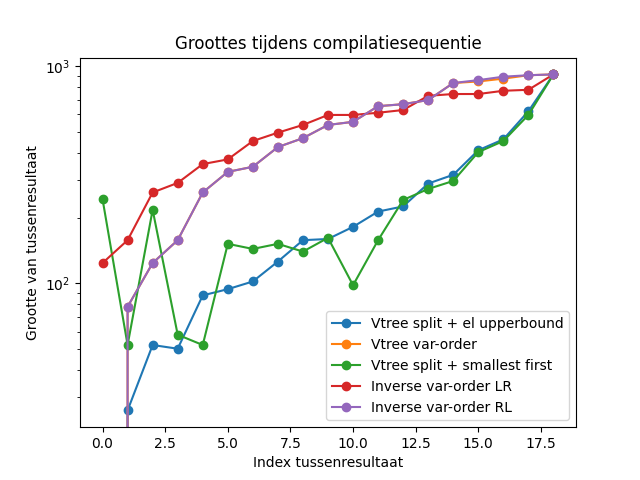 Groottes tijdens compilatiesequentie
Grootte van tussenresultaat
10³
10²
Vtree split + el upperbound
Vtree var-order
Vtree split + smallest first
Inverse var-order LR
Inverse var-order RL
0.0 2.5 5.0 7.5 10.0 12.5 15.0 17.5
Index tussenresultaat